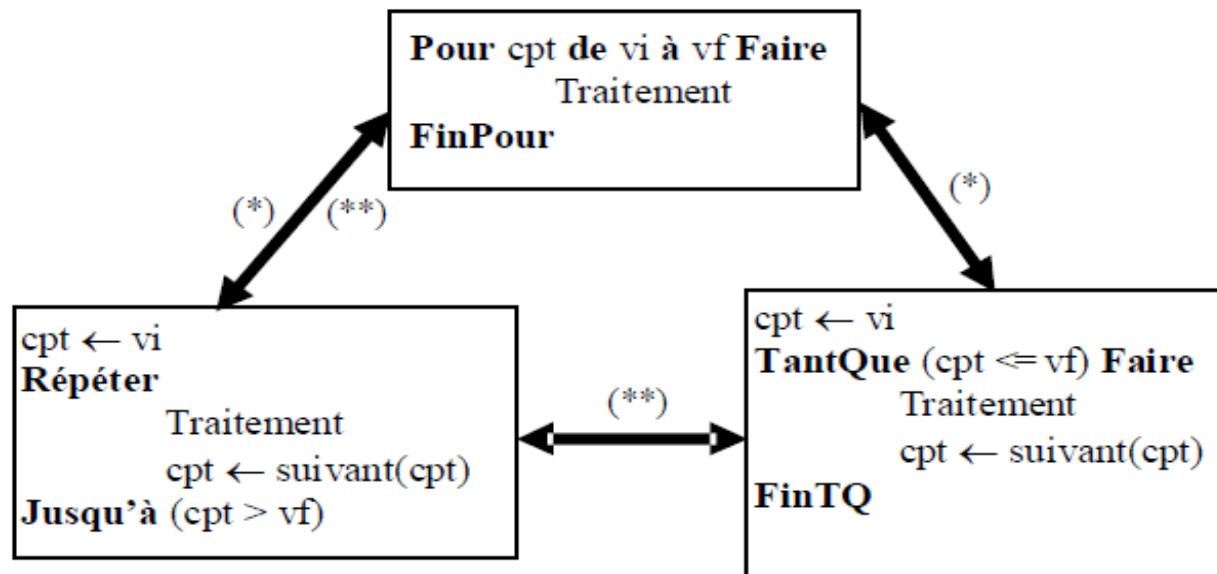 Pour cpt de vi à vf Faire
Traitement
FinPour
(*)
(**)
(*)
cpt ← vi
Répéter
Traitement
cpt ← suivant(cpt)
Jusqu’à (cpt > vf)
(**)
cpt ← vi
TantQue (cpt <= vf) Faire
Traitement
cpt ← suivant(cpt)
FinTQ